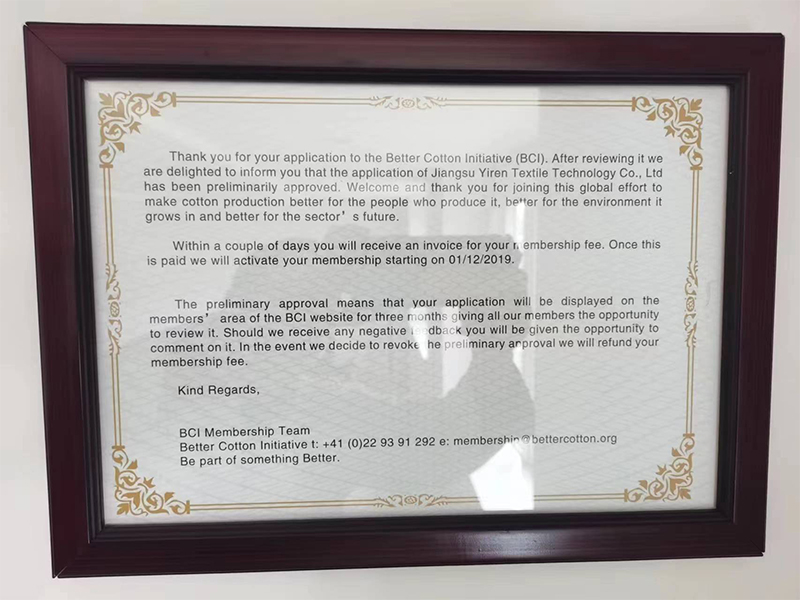 Thank you for your application to the Better Cotton Initiative (BCI). After reviewing it we
are delighted to inform you that the application of Jiangsu Yiren Textile Technology Co., Ltd
has been preliminarily approved. Welcome and thank you for joining this global effort to
make cotton production better for the people who produce it, better for the environment it
grows in and better for the sector's future.
Within a couple of days you will receive an invoice for your membership fee. Once this
is paid we will activate your membership starting on 01/12/2019.
The preliminary approval means that your application will be displayed on the
members' area of the BCI website for three months giving all our members the opportunity
to review it. Should we receive any negative feedback you will be given the opportunity to
comment on it. In the event we decide to revoke the preliminary approval we will refund your
membership fee.
Kind Regards,
BCI Membership Team
Better Cotton Initiative t: +41 (0)22 93 91 292 e: membership@bettercotton.org
Be part of something Better.